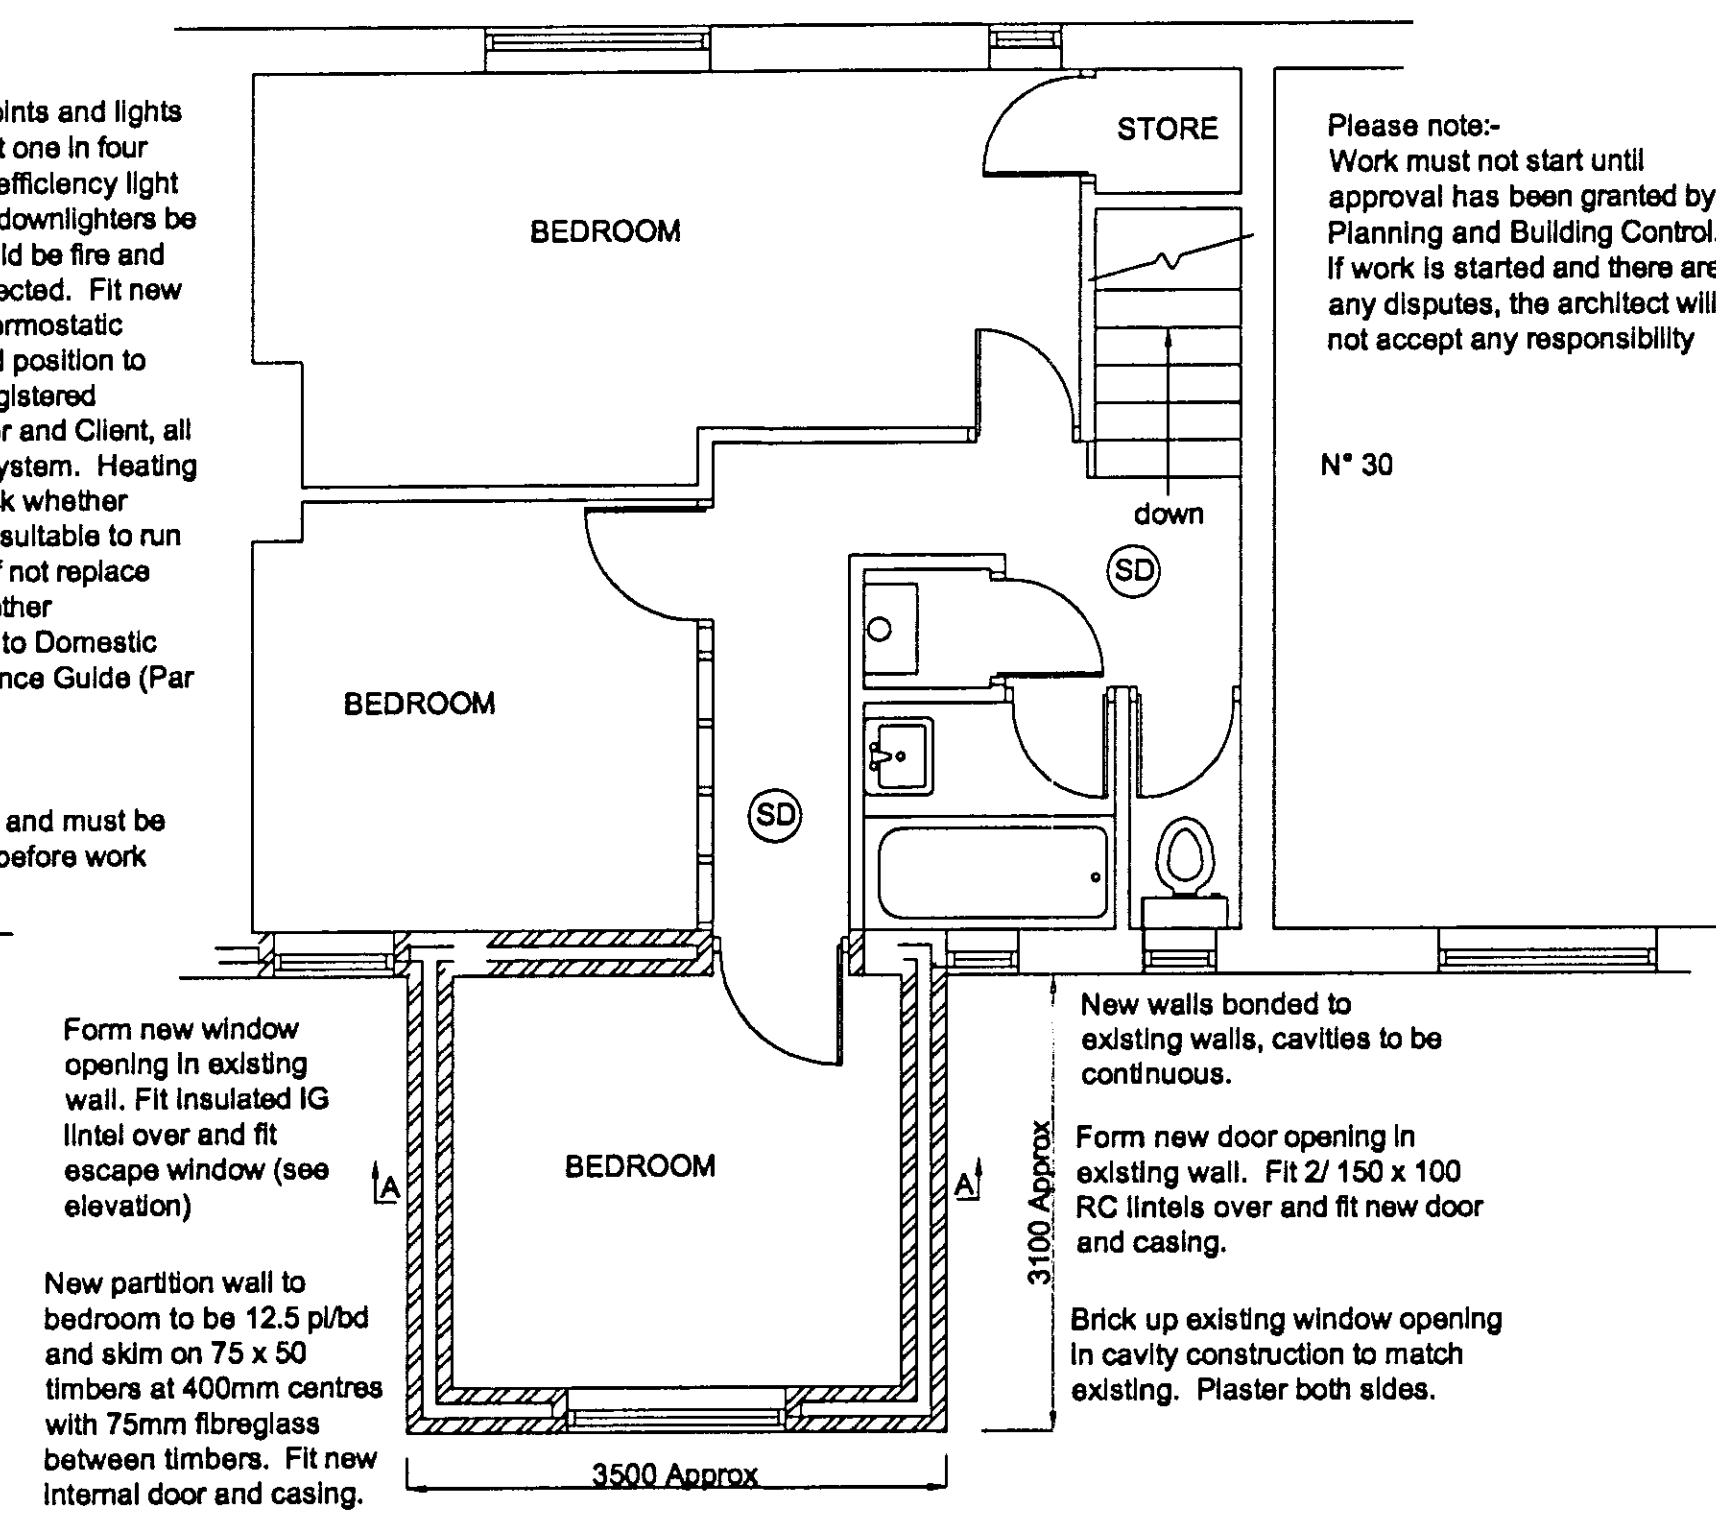 oints and lights
t one in four
efficiency light
downlighters be
ld be fire and
ected. Fit new
ermostatic
l position to
gistered
r and Client, all
ystem. Heating
k whether
suitable to run
f not replace
ther
to Domestic
nce Guide (Par
and must be
before work
BEDROOM
STORE
Please note:-
Work must not start until
approval has been granted by
Planning and Building Control.
If work is started and there are
any disputes, the architect will
not accept any responsibility
N° 30
down
SD
BEDROOM
SD
Form new window
opening in existing
wall. Fit insulated IG
lintel over and fit
escape window (see
elevation)
A
New partition wall to
bedroom to be 12.5 pl/bd
and skim on 75 x 50
timbers at 400mm centres
with 75mm fibreglass
between timbers. Fit new
internal door and casing.
BEDROOM
A
3100 Approx
3500 Approx
New walls bonded to
existing walls, cavities to be
continuous.
Form new door opening in
existing wall. Fit 2/ 150 x 100
RC lintels over and fit new door
and casing.
Brick up existing window opening
in cavity construction to match
existing. Plaster both sides.